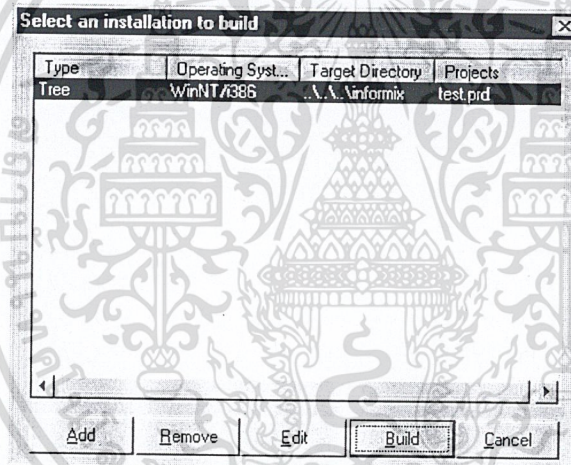 Select an installation to build
Type Operating Syst... Target Directory Projects
Tree WinNT/i386 ..\..\..\informix test.prd
Add Remove Edit Build Cancel